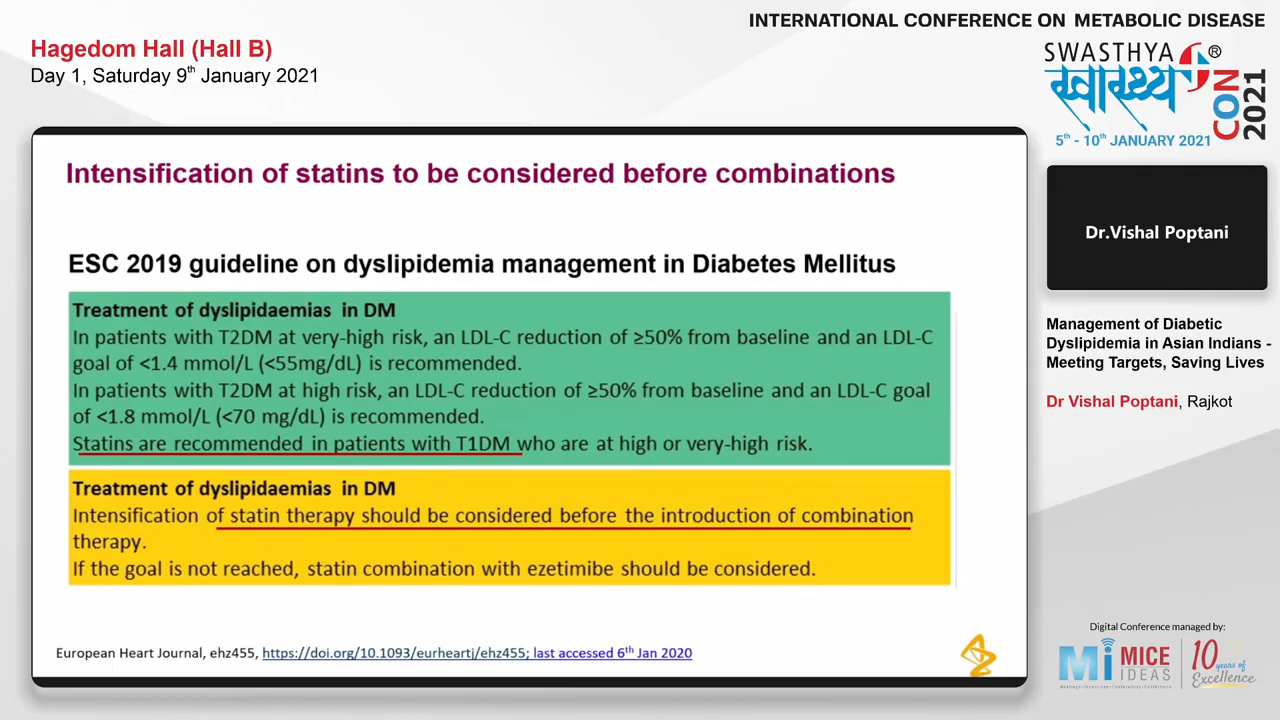 INTERNATIONAL CONFERENCE ON METABOLIC DISEASE
Hagedom Hall (Hall B)
Day 1, Saturday 9th January 2021
SWASTHYA ®
स्वास्थ्य
CON 2021
5th - 10th JANUARY 2021
Intensification of statins to be considered before combinations
ESC 2019 guideline on dyslipidemia management in Diabetes Mellitus
Treatment of dyslipidaemias in DM
In patients with T2DM at very-high risk, an LDL-C reduction of ≥50% from baseline and an LDL-C
goal of <1.4 mmol/L (<55mg/dL) is recommended.
In patients with T2DM at high risk, an LDL-C reduction of ≥50% from baseline and an LDL-C goal
of <1.8 mmol/L (<70 mg/dL) is recommended.
Statins are recommended in patients with T1DM who are at high or very-high risk.
Treatment of dyslipidaemias in DM
Intensification of statin therapy should be considered before the introduction of combination
therapy.
If the goal is not reached, statin combination with ezetimibe should be considered.
European Heart Journal, ehz455, https://doi.org/10.1093/eurheartj/ehz455; last accessed 6th Jan 2020
Dr.Vishal Poptani
Management of Diabetic
Dyslipidemia in Asian Indians -
Meeting Targets, Saving Lives
Dr Vishal Poptani, Rajkot
Digital Conference managed by:
Mi MICE
IDEAS
10 years of
Excellence